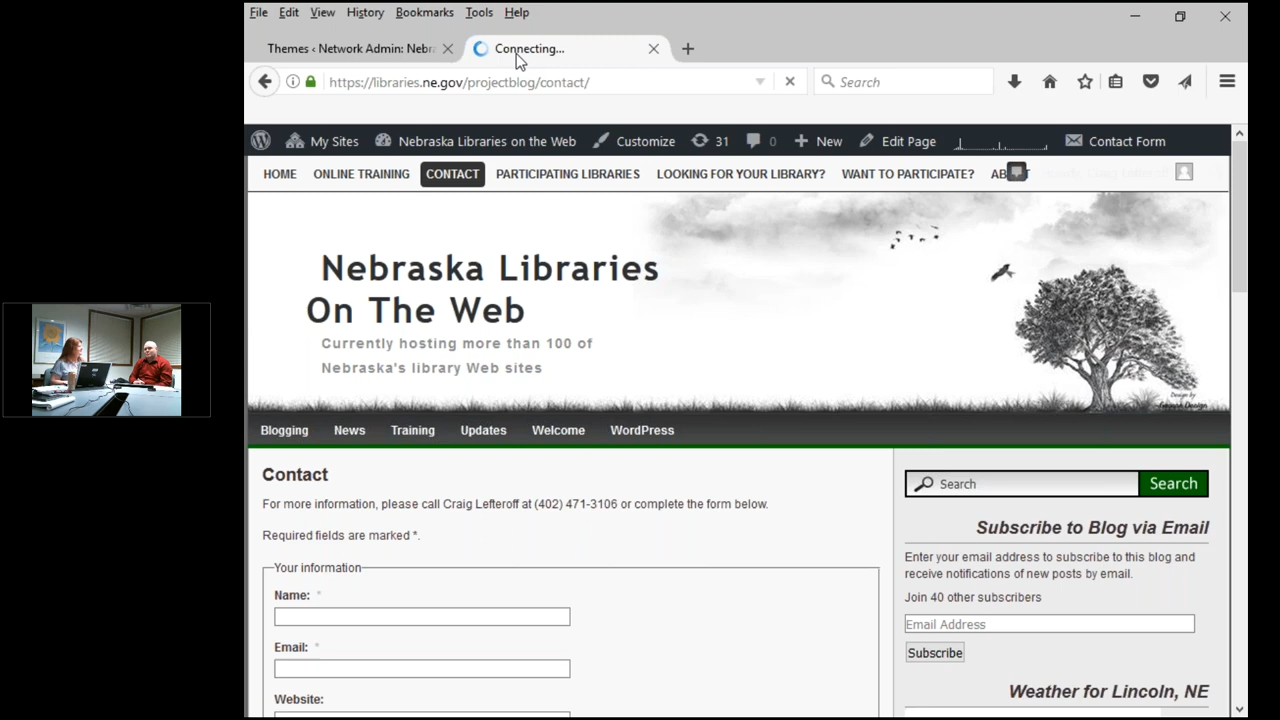 File Edit View History Bookmarks Tools Help
Themes ‹ Network Admin: Nebra
Connecting...
https://libraries.ne.gov/projectblog/contact/
Search
My Sites Nebraska Libraries on the Web Customize 31 0 New Edit Page Contact Form
HOME ONLINE TRAINING CONTACT PARTICIPATING LIBRARIES LOOKING FOR YOUR LIBRARY? WANT TO PARTICIPATE?
Nebraska Libraries
On The Web
Currently hosting more than 100 of
Nebraska's library Web sites
Blogging News Training Updates Welcome WordPress
Contact
For more information, please call Craig Lefteroff at (402) 471-3106 or complete the form below.
Required fields are marked *.
Your information
Name: *
Email: *
Website:
Search Search
Subscribe to Blog via Email
Enter your email address to subscribe to this blog and
receive notifications of new posts by email.
Join 40 other subscribers
Email Address
Subscribe
Weather for Lincoln, NE